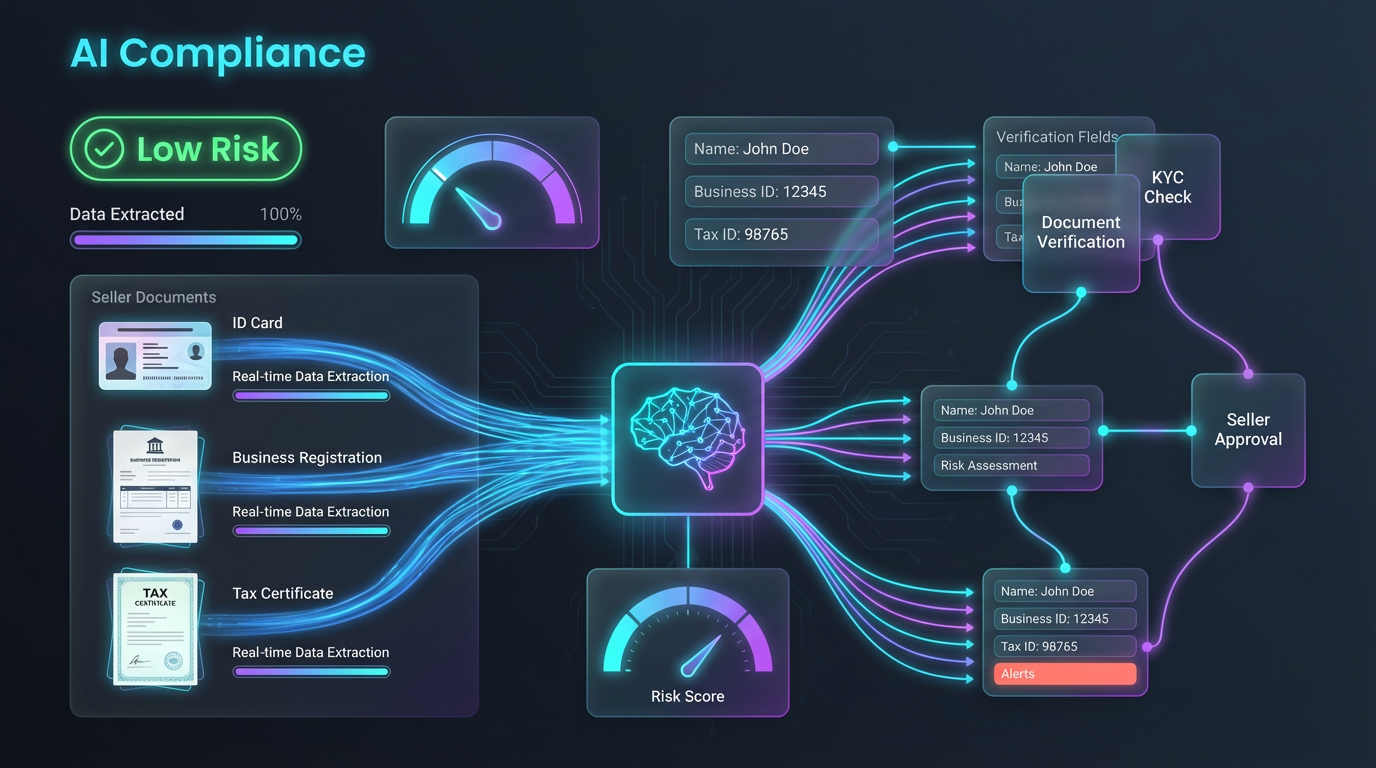 AI Compliance
Low Risk
Data Extracted 100%
Seller Documents
ID Card
Real-time Data Extraction
Business Registration
Real-time Data Extraction
TAX
CERTIFICATE
Tax Certificate
Real-time Data Extraction
Name: John Doe
Business ID: 12345
Tax ID: 98765
Risk Score
Verification Fields
Name: John Doe
KYC
Check
Document
Verification
Name: John Doe
Business ID: 12345
Risk Assessment
Seller
Approval
Name: John Doe
Business ID: 12345
Tax ID: 98765
Alerts